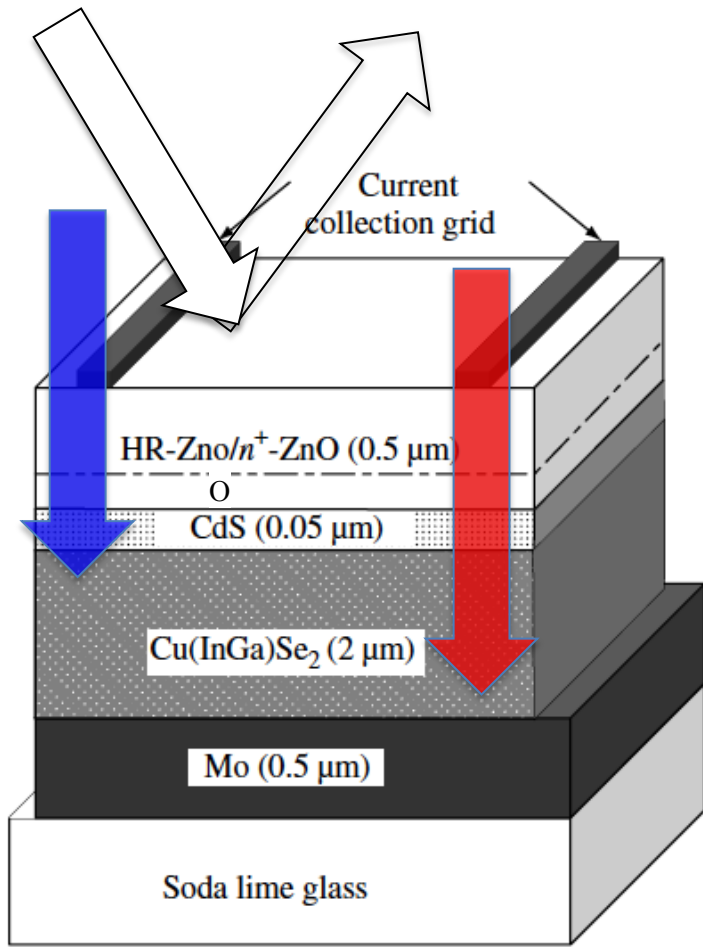 Current
collection grid
HR-Zno/n⁺-ZnO (0.5 µm)
O
CdS (0.05 µm)
Cu(InGa)Se₂ (2 µm)
Mo (0.5 µm)
Soda lime glass